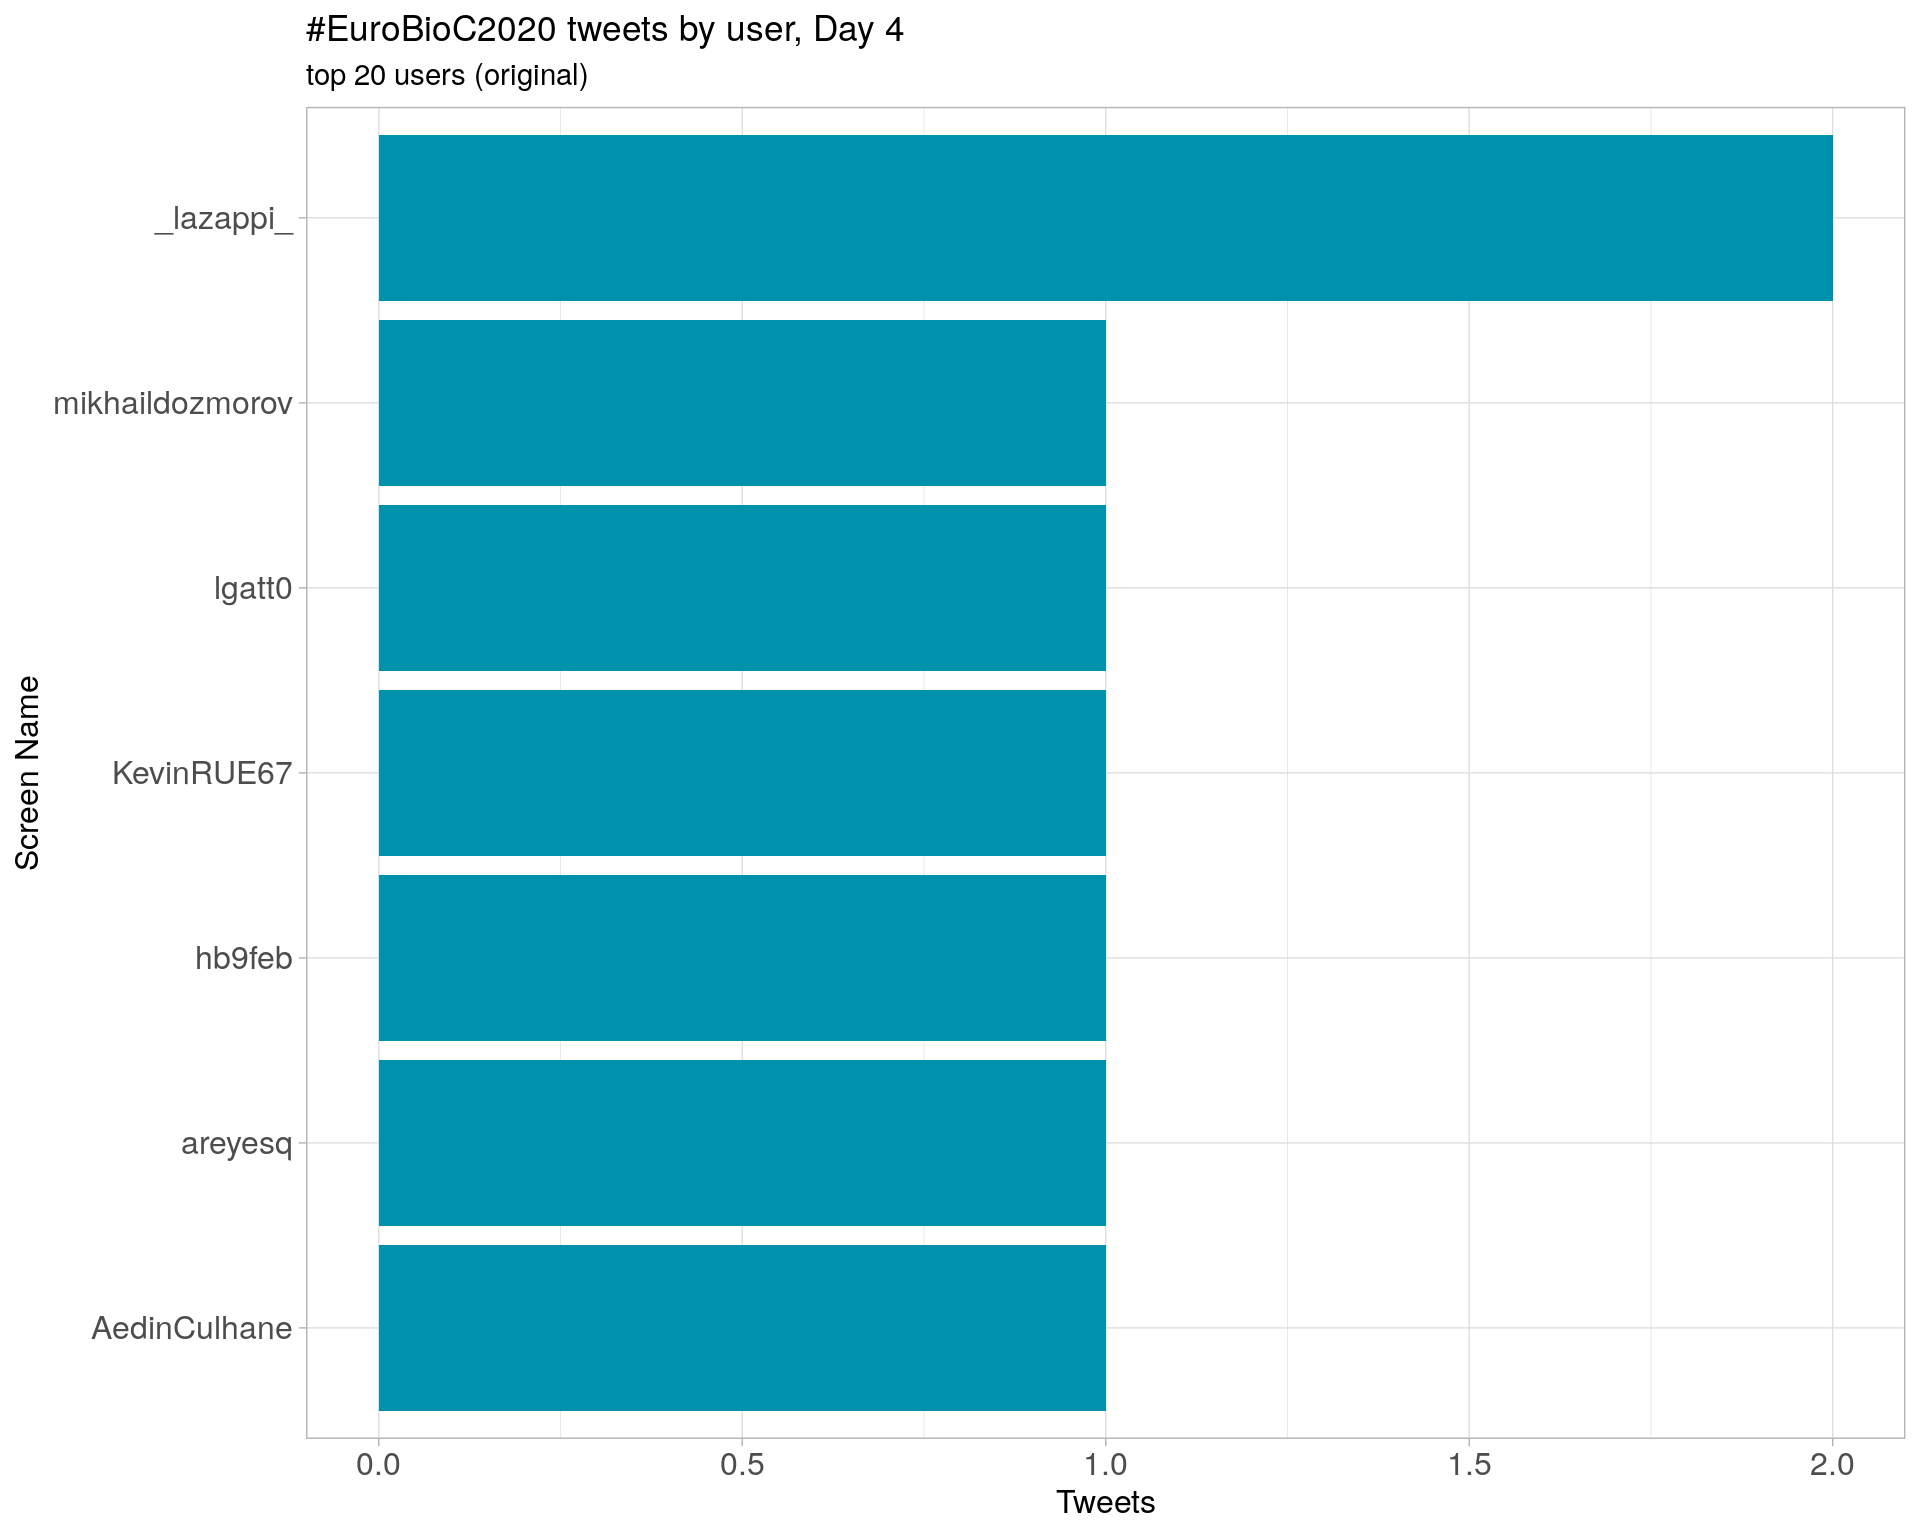 #EuroBioC2020 tweets by user, Day 4
top 20 users (original)
Screen Name
_lazappi_
mikhaildozmorov
lgatt0
KevinRUE67
hb9feb
areyesq
AedinCulhane
0.0 0.5 1.0 1.5 2.0
Tweets